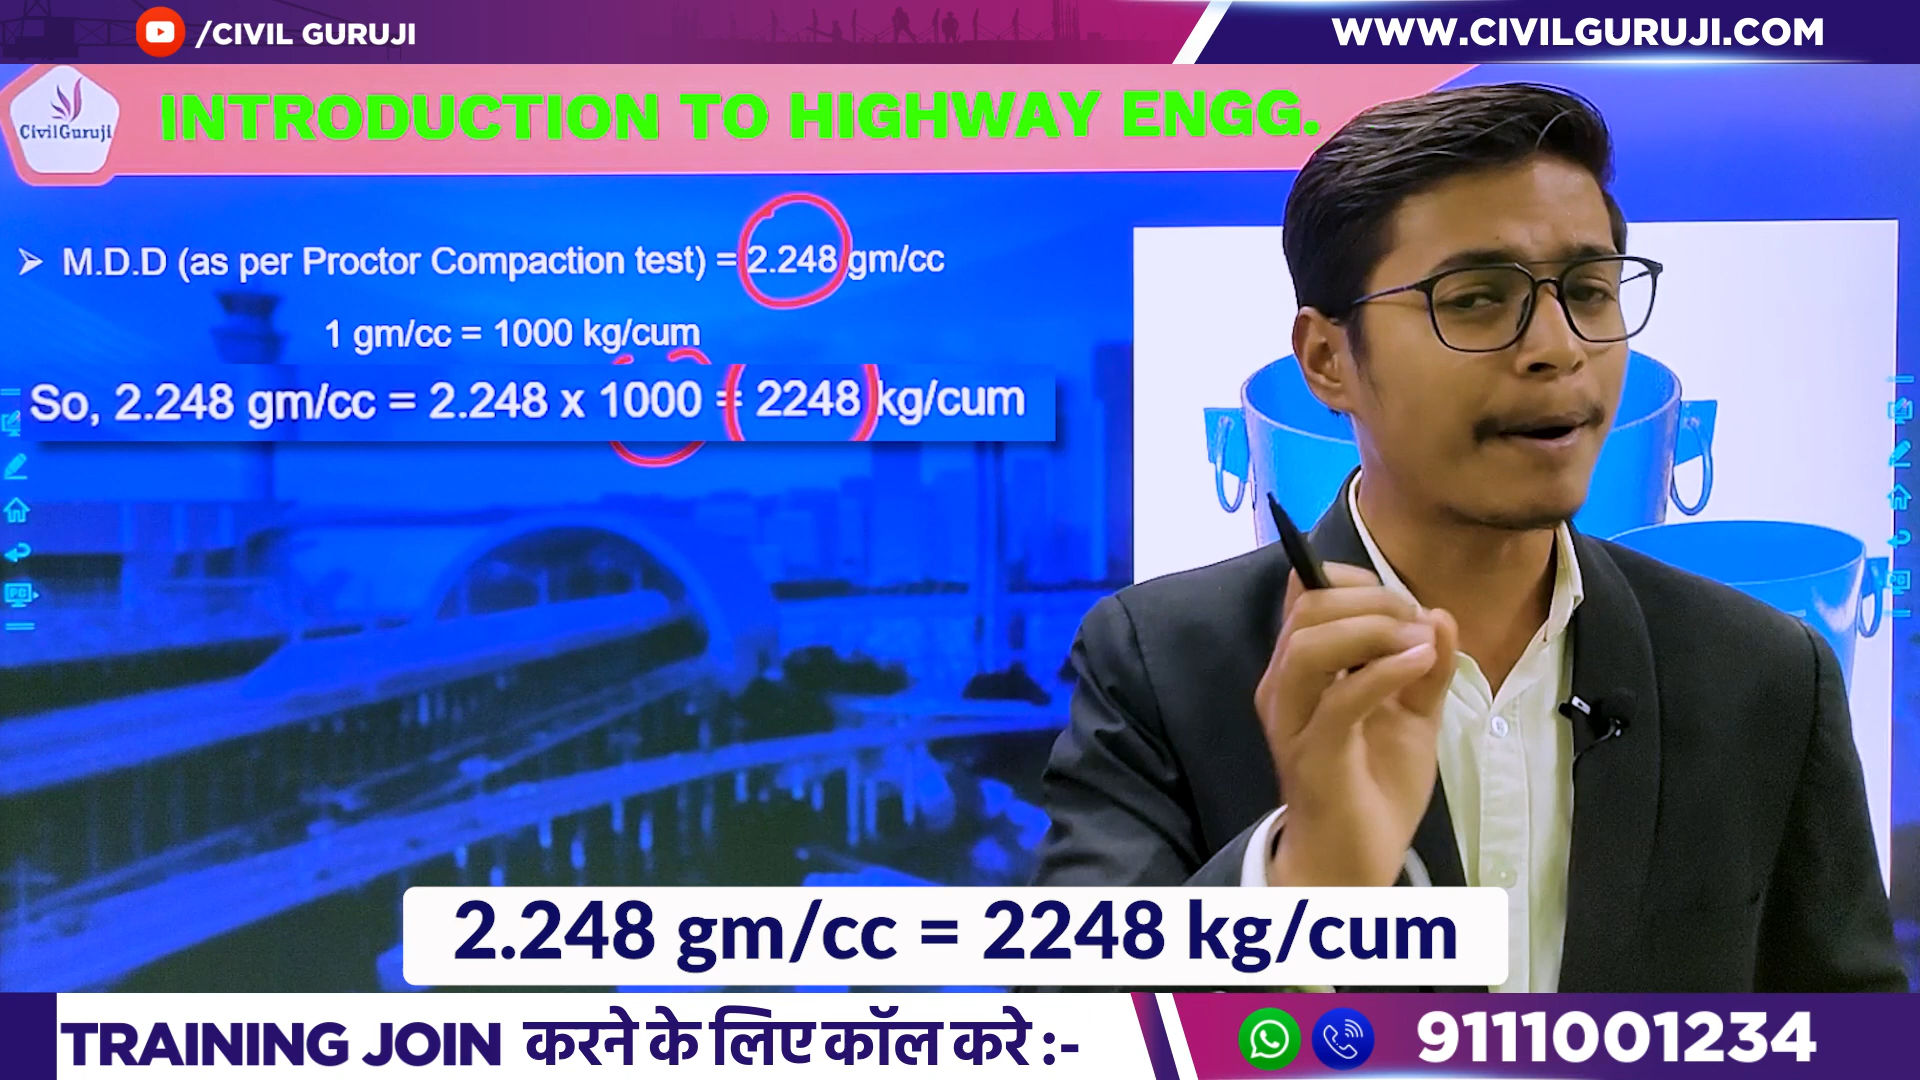 /CIVIL GURUJI
WWW.CIVILGURUJI.COM
CivilGuruji
INTRODUCTION TO HIGHWAY ENGG.
➢ M.D.D (as per Proctor Compaction test) = 2.248 gm/cc
1 gm/cc = 1000 kg/cum
So, 2.248 gm/cc = 2.248 x 1000 = 2248 kg/cum
PC
PC
2.248 gm/cc = 2248 kg/cum
TRAINING JOIN करने के लिए कॉल करे :-
9111001234